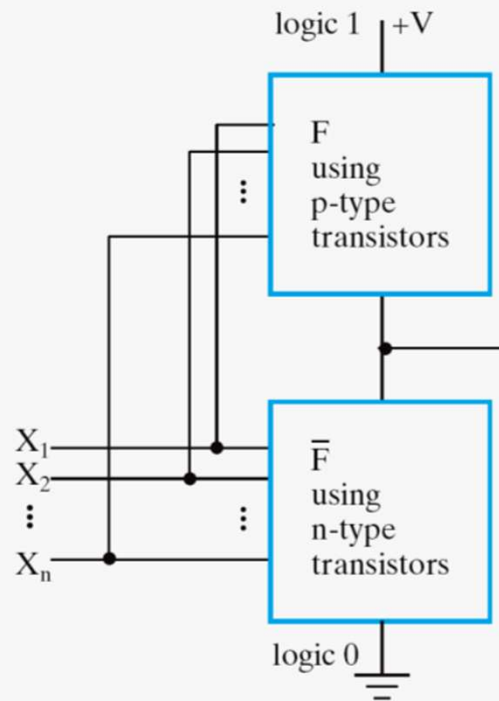 logic 1 +V
F
using
p-type
transistors
⋮
X₁
X₂
⋮
Xₙ
F̅
using
n-type
transistors
⋮
logic 0